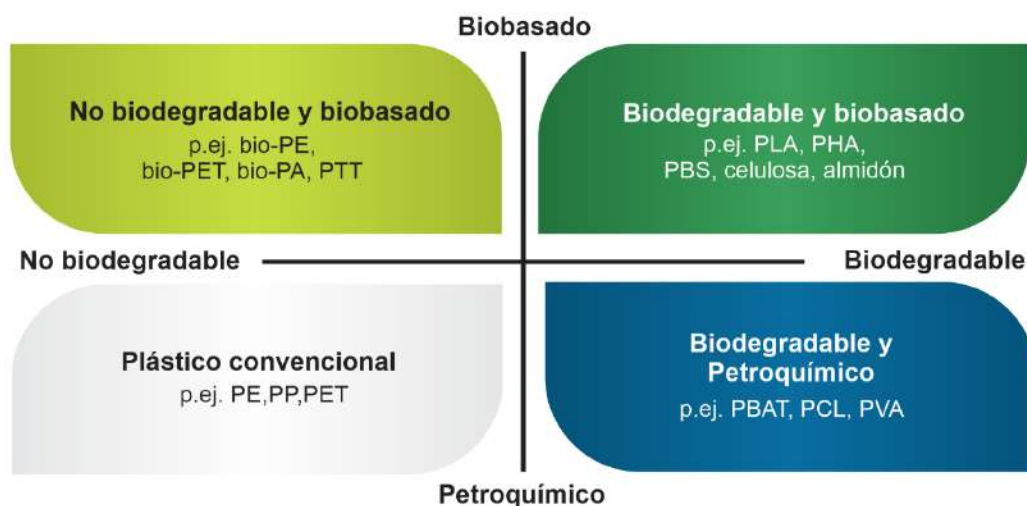 Biobasado
No biodegradable y biobasado
p.ej. bio-PE,
bio-PET, bio-PA, PTT
Biodegradable y biobasado
p.ej. PLA, PHA,
PBS, celulosa, almidón
No biodegradable
Biodegradable
Plástico convencional
p.ej. PE,PP,PET
Biodegradable y
Petroquímico
p.ej. PBAT, PCL, PVA
Petroquímico